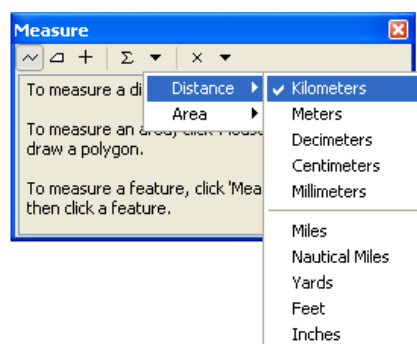 Measure
Σ
To measure a di
Distance
Area
To measure an area, click 'Measure
draw a polygon.
To measure a feature, click 'Mea
then click a feature.
Kilometers
Meters
Decimeters
Centimeters
Millimeters
Miles
Nautical Miles
Yards
Feet
Inches